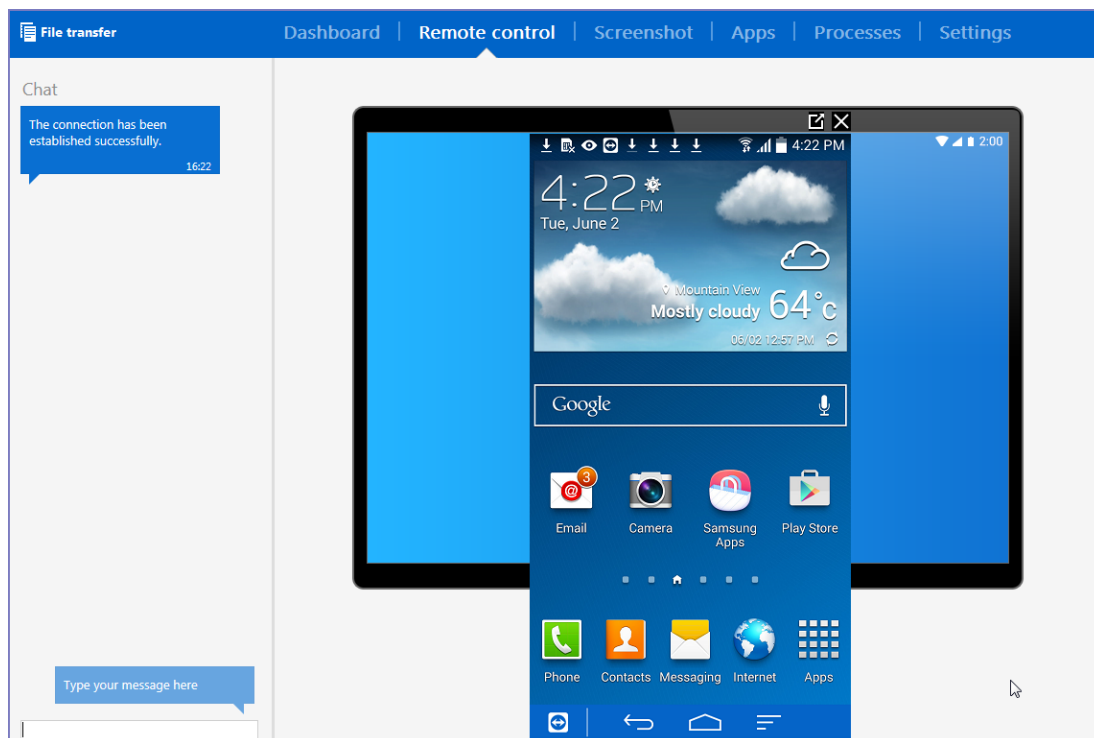 File transfer
Dashboard | Remote control | Screenshot | Apps | Processes | Settings
Chat
The connection has been
established successfully.
16:22
4:22 PM
2:00
4:22 PM
Tue, June 2
Mountain View
Mostly cloudy 64°C
06/02 12:57 PM
Google
3
@
Email Camera Samsung Play Store
Apps
Phone Contacts Messaging Internet Apps
Type your message here